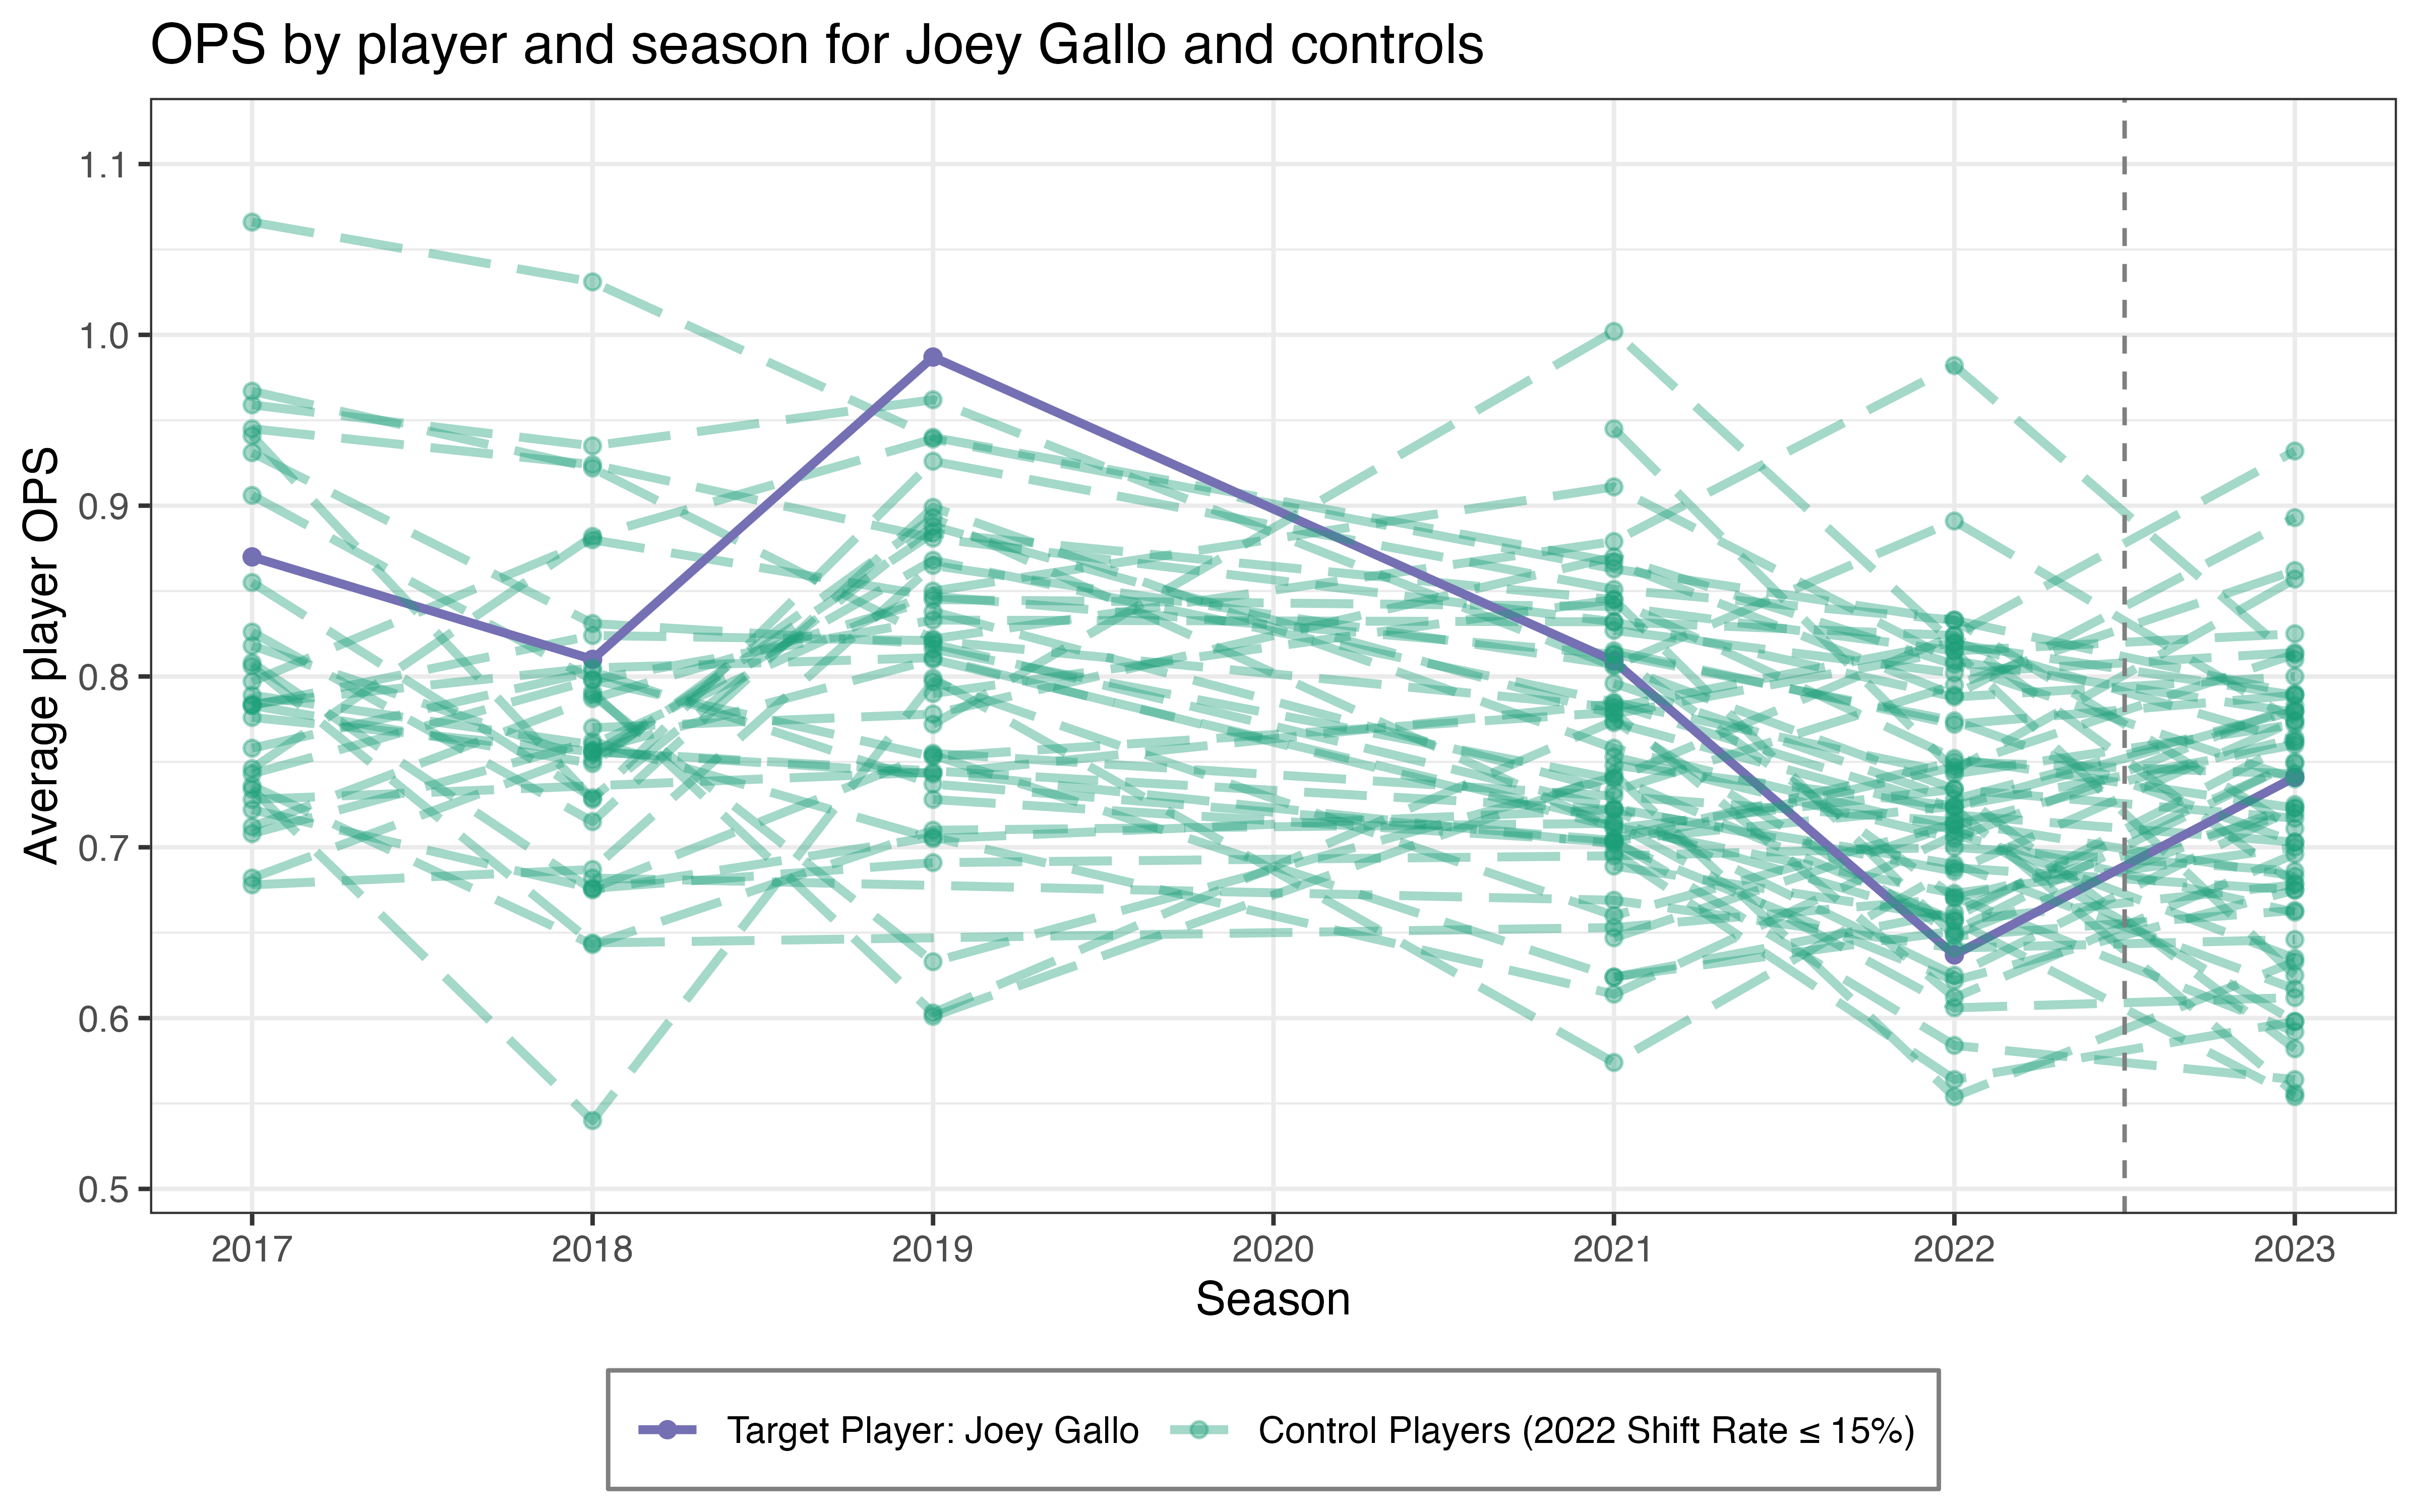 OPS by player and season for Joey Gallo and controls
Average player OPS
1.1
1.0
0.9
0.8
0.7
0.6
0.5
2017 2018 2019 2020 2021 2022 2023
Season
Target Player: Joey Gallo Control Players (2022 Shift Rate ≤ 15%)